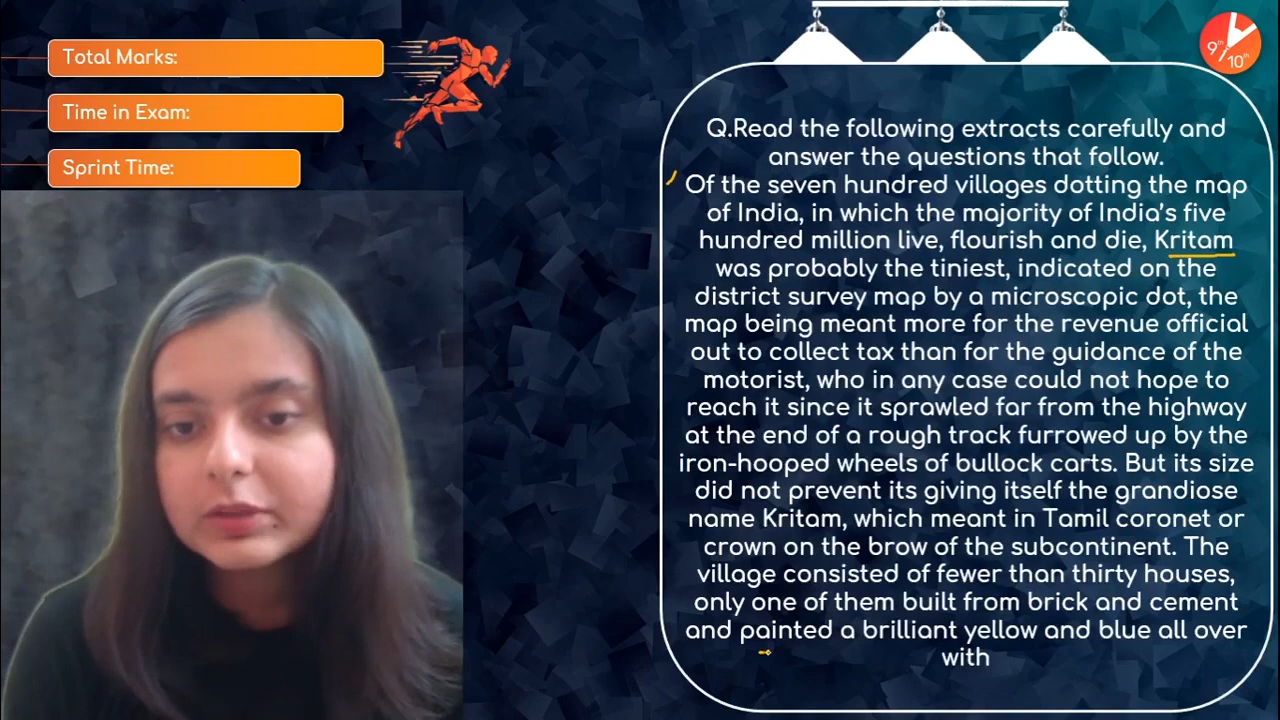 Total Marks:
Time in Exam:
Sprint Time:
9th
10th
Q.Read the following extracts carefully and
answer the questions that follow.
Of the seven hundred villages dotting the map
of India, in which the majority of India's five
hundred million live, flourish and die, Kritam
was probably the tiniest, indicated on the
district survey map by a microscopic dot, the
map being meant more for the revenue official
out to collect tax than for the guidance of the
motorist, who in any case could not hope to
reach it since it sprawled far from the highway
at the end of a rough track furrowed up by the
iron-hooped wheels of bullock carts. But its size
did not prevent its giving itself the grandiose
name Kritam, which meant in Tamil coronet or
crown on the brow of the subcontinent. The
village consisted of fewer than thirty houses,
only one of them built from brick and cement
and painted a brilliant yellow and blue all over
with